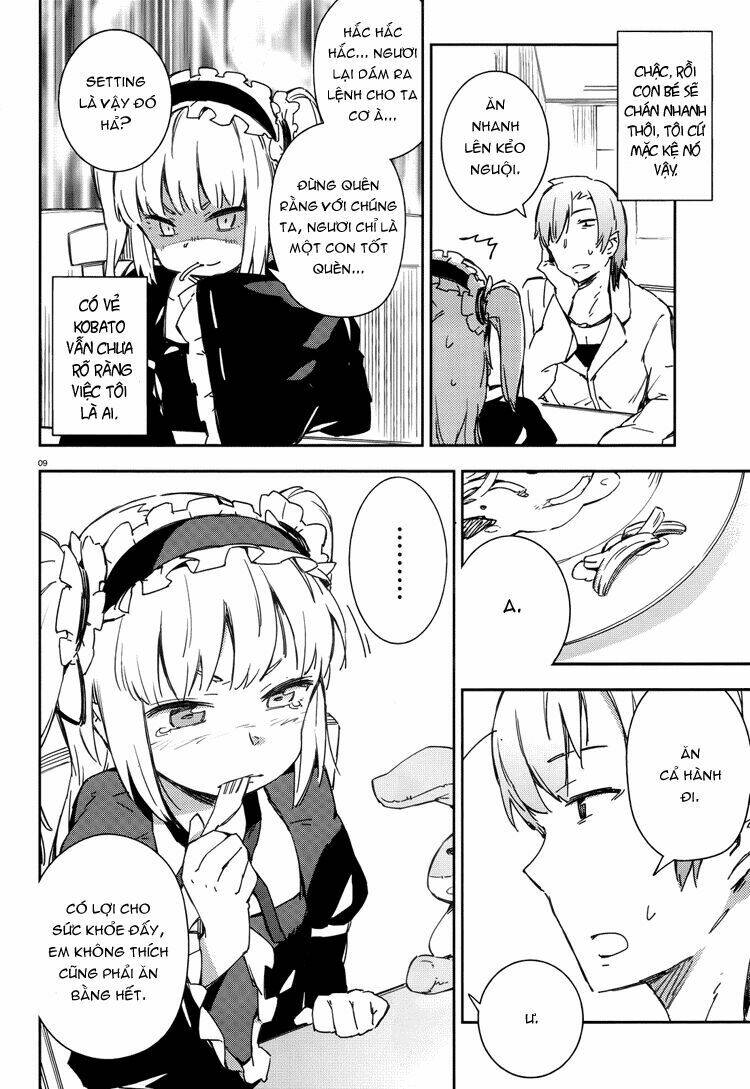 CHẬC, RỒI
CON BÉ SẼ
CHÁN NHANH
THÔI, TÔI CỨ
MẶC KỆ NÓ
VẬY.
ĂN
NHANH
LÊN KẺO
NGUỘI.
HẮC HẮC
HẮC... NGƯƠI
LẠI DÁM RA
LỆNH CHO TA
CƠ À...
ĐỪNG QUÊN
RẰNG VỚI CHÚNG
TA, NGƯƠI CHỈ LÀ
MỘT CON TỐT
QUÈN...
SETTING
LÀ VẬY ĐÓ
HẢ?
CÓ VẺ
KOBATO
VẪN CHƯA
RÕ RÀNG
VIỆC TÔI
LÀ AI.
09
A.
ĂN
CẢ HÀNH
ĐI.
Ư.
........
CÓ LỢI CHO
SỨC KHỎE ĐẤY,
EM KHÔNG THÍCH
CŨNG PHẢI ĂN
BẰNG HẾT.